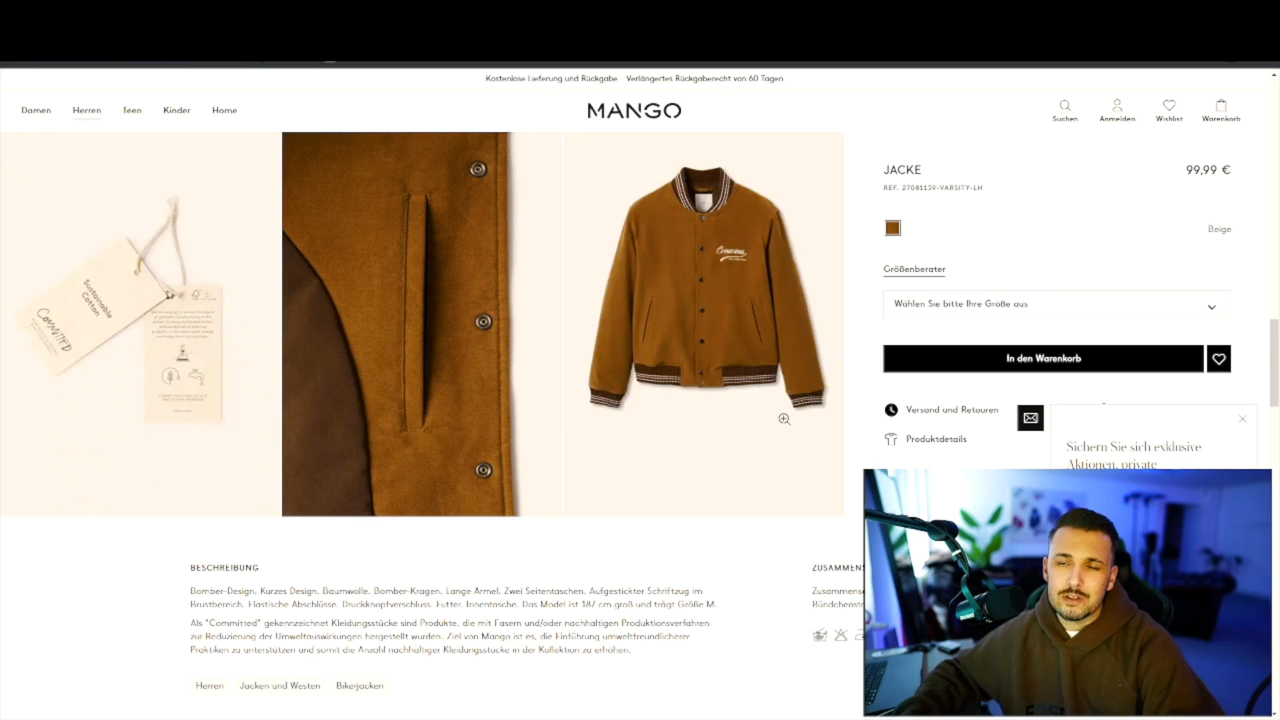 Kostenlose Lieferung und Rückgabe - Verlängertes Rückgaberecht von 60 Tagen
Damen Herren Teen Kinder Home
MANGO
Suchen Anmelden Wishlist Warenkorb
JACKE 99,99 €
REF. 27081159-VARSITY-LH
Beige
Größenberater
Wählen Sie bitte Ihre Größe aus
In den Warenkorb
Versand und Retouren
Produktdetails
Sichern Sie sich exklusive
Aktionen, private
Sustainable
Cotton
COMMITTED
BESCHREIBUNG
Bomber-Design. Kurzes Design. Baumwolle. Bomber-Kragen. Lange Ärmel. Zwei Seitentaschen. Aufgestickter Schriftzug im
Brustbereich. Elastische Abschlüsse. Druckknopfverschluss. Futter. Innentasche. Das Model ist 187 cm groß und trägt Größe M.
Als "Committed" gekennzeichnet Kleidungsstücke sind Produkte, die mit Fasern und/oder nachhaltigen Produktionsverfahren
zur Reduzierung der Umweltauswirkungen hergestellt wurden. Ziel von Mango ist es, die Einführung umweltfreundlicherer
Praktiken zu unterstützen und somit die Anzahl nachhaltiger Kleidungsstücke in der Kollektion zu erhöhen.
Herren Jacken und Westen Bikerjacken
ZUSAMMENS
Zusammense
Bündchenstr